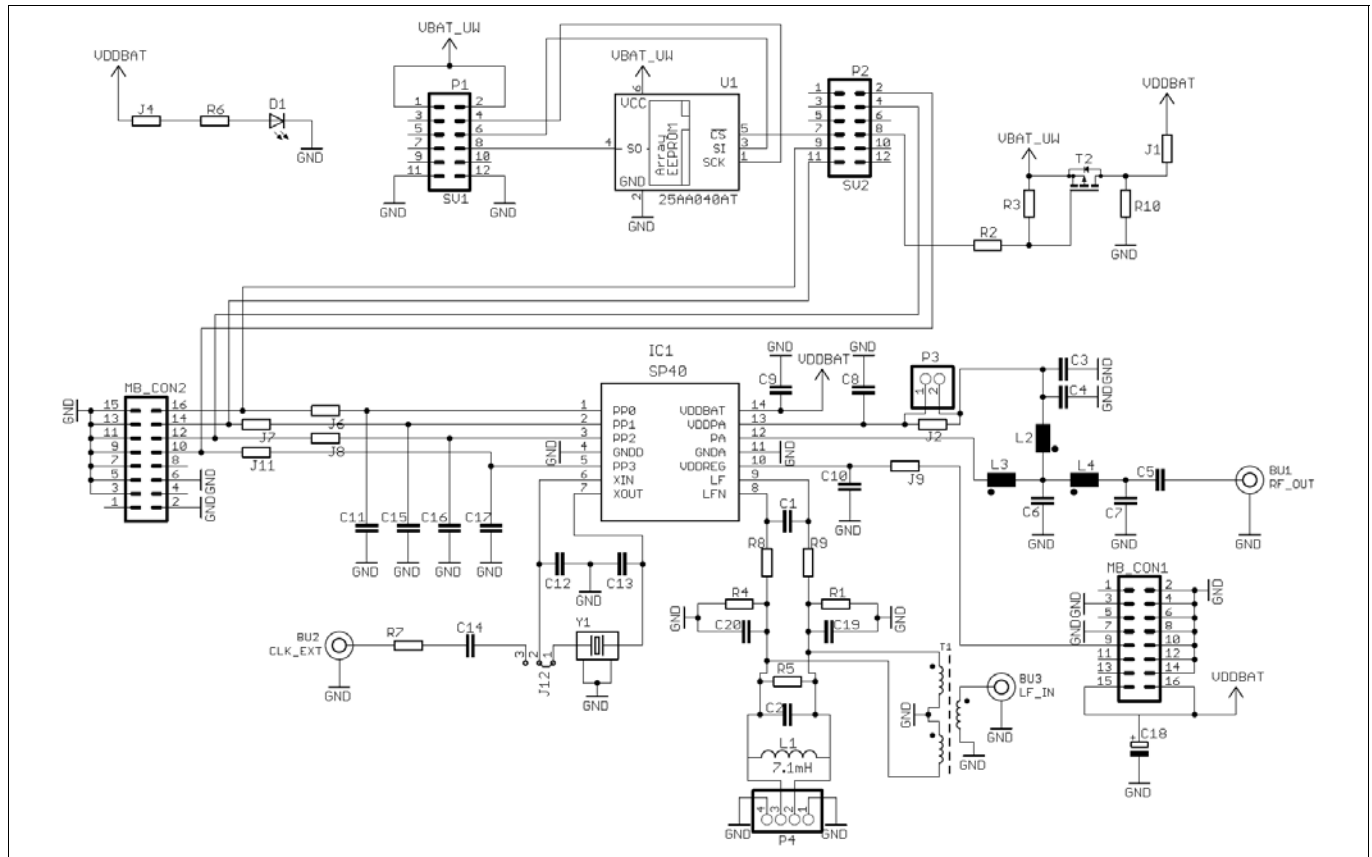 VBAT_UW
VDDBAT
VBAT_UW
U1
P2
VDDBAT
P1
6
VCC
1 2
J4 R6 D1
1 2
3 4
3 4
5 6
5 6
CS 5
7 8
VBAT_UW
T2
J1
7 8
4 SO
Array
EEPROM
SI 3
9 10
9 10
SCK 1
11 12
GND
11 12
GND
SV2
R3
R10
SV1
2
25AA040AT
GND
GND
GND
R2
GND
GND
IC1
GND
VDDBAT
GND
P3
C3
GND
SP40
C9
C8
1 2
C4
GND
MB_CON2
GND
15 16
J6
1 PP0
VDDBAT 14
13 14
J7
2 PP1
VDDPA 13
J2
11 12
J8
3 PP2
PA 12
L2
9 10
J11
GND
4 GNDD
GNDA 11
GND
7 8
5 PP3
VDDREG 10
J9
L3
L4
C5
BU1
RF_OUT
5 6
GND
6 XIN
LF 9
C10
3 4
7 XOUT
LFN 8
1 2
GND
C6
C7
C11 C15 C16 C17
C1
GND
GND
GND
GND
R8
R9
MB_CON1
GND GND GND GND
C12
C13
1 2
GND
GND
GND
3 4
R4
R1
5 6
BU2
CLK_EXT
R7
C14
Y1
GND
C20
C19
GND
GND
7 8
9 10
3 2 1
T1
11 12
J12
R5
BU3
LF_IN
13 14
GND
GND
C2
GND
15 16
VDDBAT
GND
L1
C18
7.1mH
GND
+
4 3 2 1
GND
GND
GND
P4